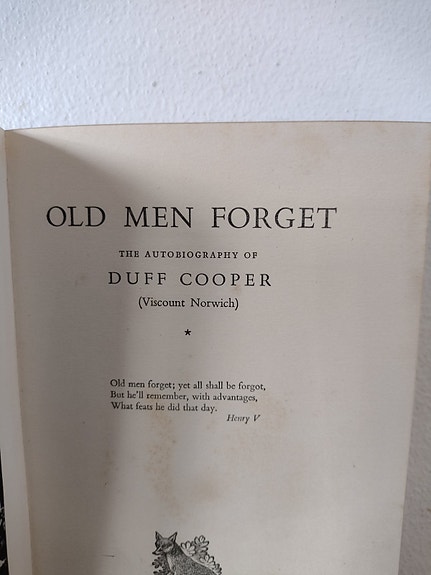 OLD MEN FORGET
THE AUTOBIOGRAPHY OF
DUFF COOPER
(Viscount Norwich)
*
Old men forget; yet all shall be forgot,
But he'll remember, with advantages,
What feats he did that day.
Henry V